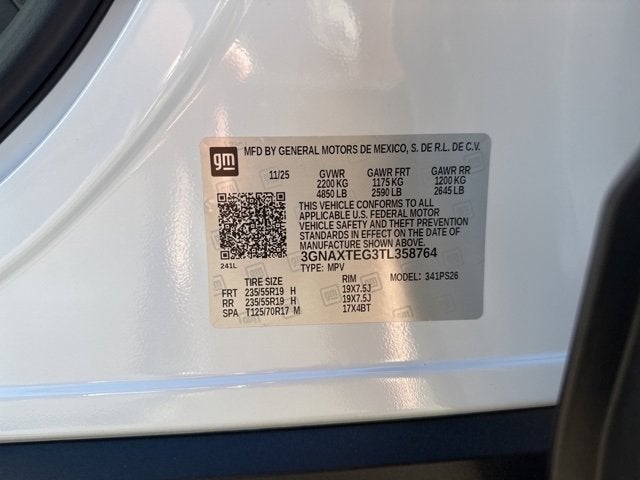 gm MFD BY GENERAL MOTORS DE MEXICO, S. DE R.L. DE C.V.
11/25 GVWR GAWR FRT GAWR RR
2200 KG 1175 KG 1200 KG
4850 LB 2590 LB 2645 LB
THIS VEHICLE CONFORMS TO ALL
APPLICABLE U.S. FEDERAL MOTOR
VEHICLE SAFETY AND THEFT PREVENTION
STANDARDS IN EFFECT ON THE DATE OF
MANUFACTURE SHOWN ABOVE.
3GNAXTEG3TL358764
241L TYPE: MPV MODEL: 341PS26
TIRE SIZE RIM
FRT 235/55R19 H 19X7.5J
RR 235/55R19 H 19X7.5J
SPA T125/70R17 M 17X4BT